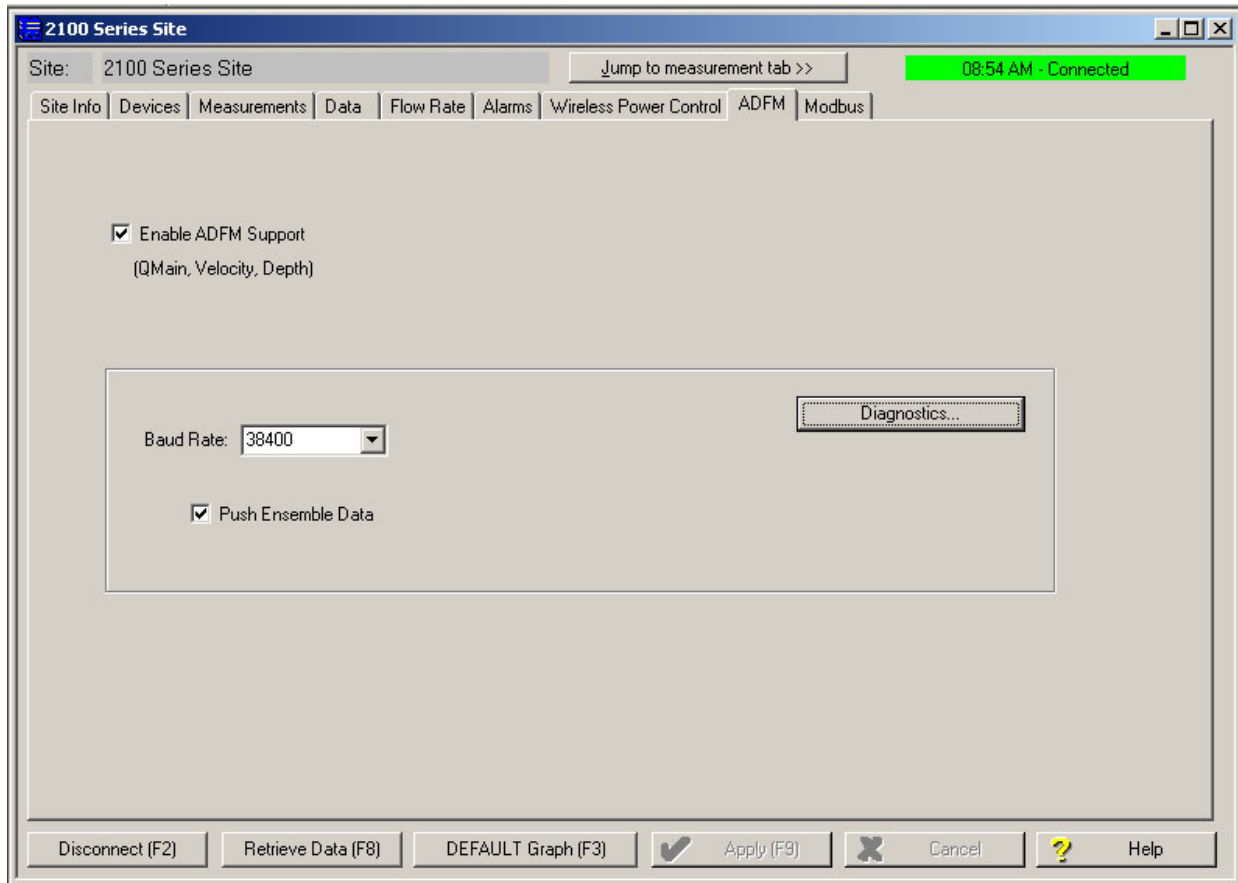 2100 Series Site
Site: 2100 Series Site Jump to measurement tab >> 08:54 AM - Connected
Site Info Devices Measurements Data Flow Rate Alarms Wireless Power Control ADFM Modbus
Enable ADFM Support
(QMain, Velocity, Depth)
Diagnostics...
Baud Rate: 38400
Push Ensemble Data
Disconnect (F2) Retrieve Data (F8) DEFAULT Graph (F3) Apply (F9) Cancel ? Help